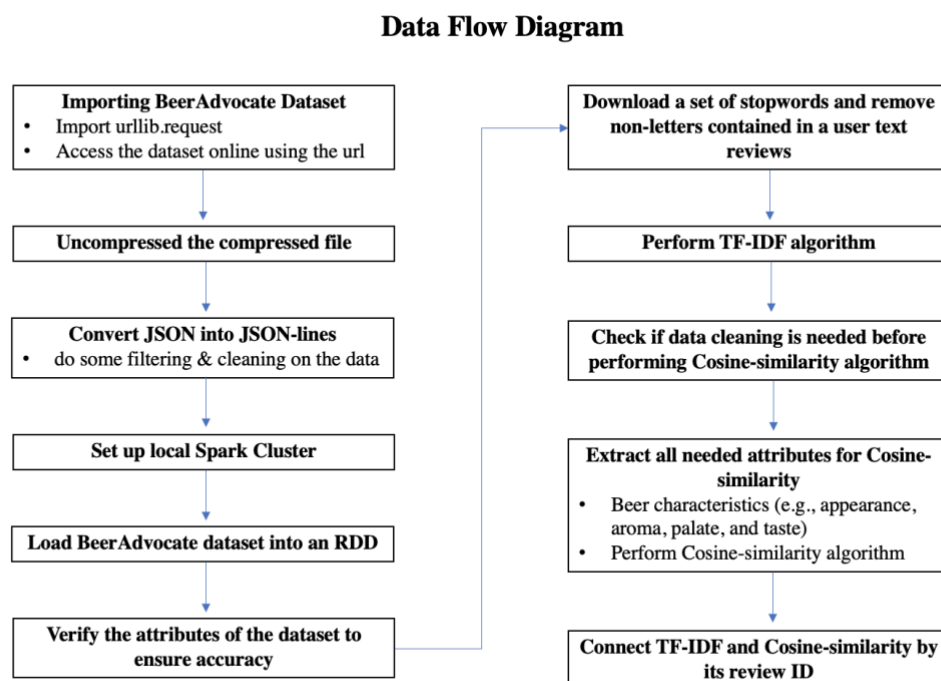 Data Flow Diagram
Importing BeerAdvocate Dataset
• Import urllib.request
• Access the dataset online using the url
Uncompressed the compressed file
Convert JSON into JSON-lines
• do some filtering & cleaning on the data
Set up local Spark Cluster
Load BeerAdvocate dataset into an RDD
Verify the attributes of the dataset to
ensure accuracy
Download a set of stopwords and remove
non-letters contained in a user text
reviews
Perform TF-IDF algorithm
Check if data cleaning is needed before
performing Cosine-similarity algorithm
Extract all needed attributes for Cosine-
similarity
• Beer characteristics (e.g., appearance,
aroma, palate, and taste)
• Perform Cosine-similarity algorithm
Connect TF-IDF and Cosine-similarity by
its review ID